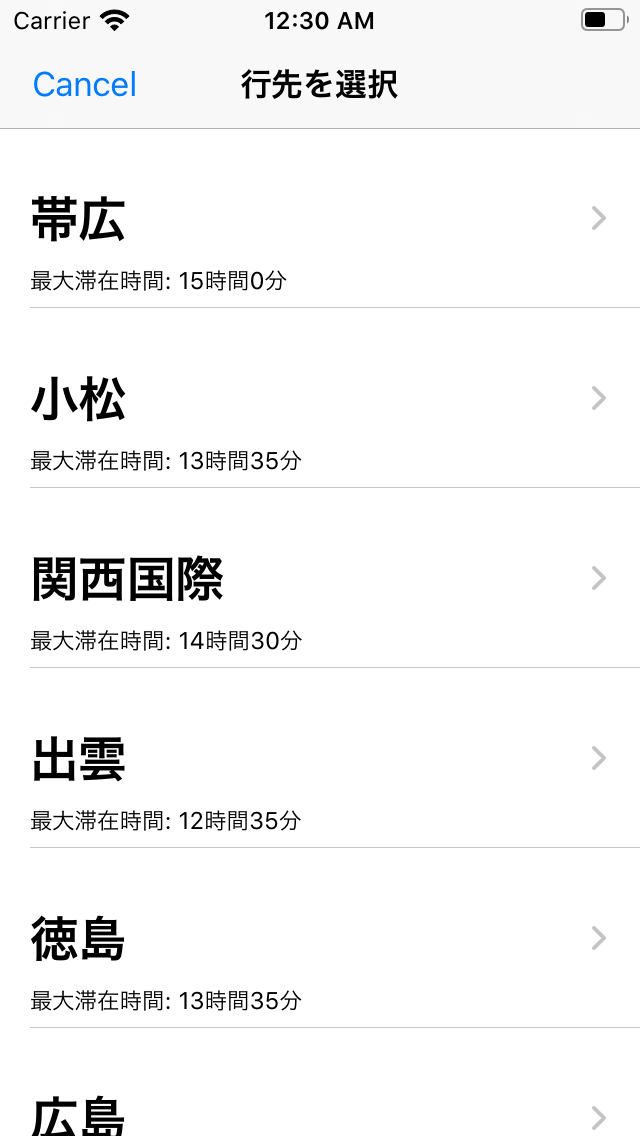 Carrier 12:30 AM
Cancel 行先を選択
帯広
最大滞在時間: 15時間0分
小松
最大滞在時間: 13時間35分
関西国際
最大滞在時間: 14時間30分
出雲
最大滞在時間: 12時間35分
徳島
最大滞在時間: 13時間35分
広島